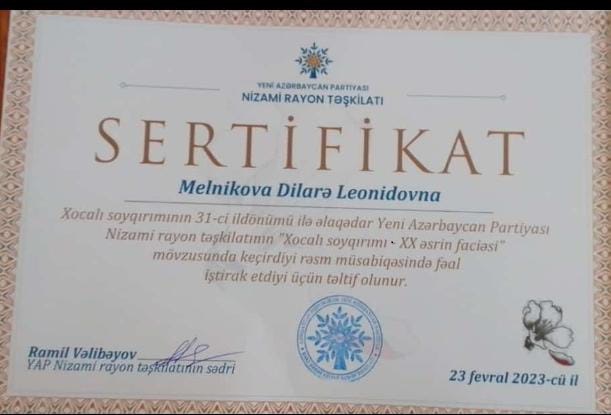 YENİ AZƏRBAYCAN PARTİYASI
NİZAMİ RAYON TƏŞKİLATI
SERTİFİKAT
Melnikova Dilarə Leonidovna
Xocalı soyqırımının 31-ci ildönümü ilə əlaqədar Yeni Azərbaycan Partiyası
Nizami rayon təşkilatının "Xocalı soyqırımı - XX əsrin faciəsi"
mövzusunda keçirdiyi rəsm müsabiqəsində fəal
iştirak etdiyi üçün təltif olunur.
Ramil Vəlibəyov
YAP Nizami rayon təşkilatının sədri
23 fevral 2023-cü il